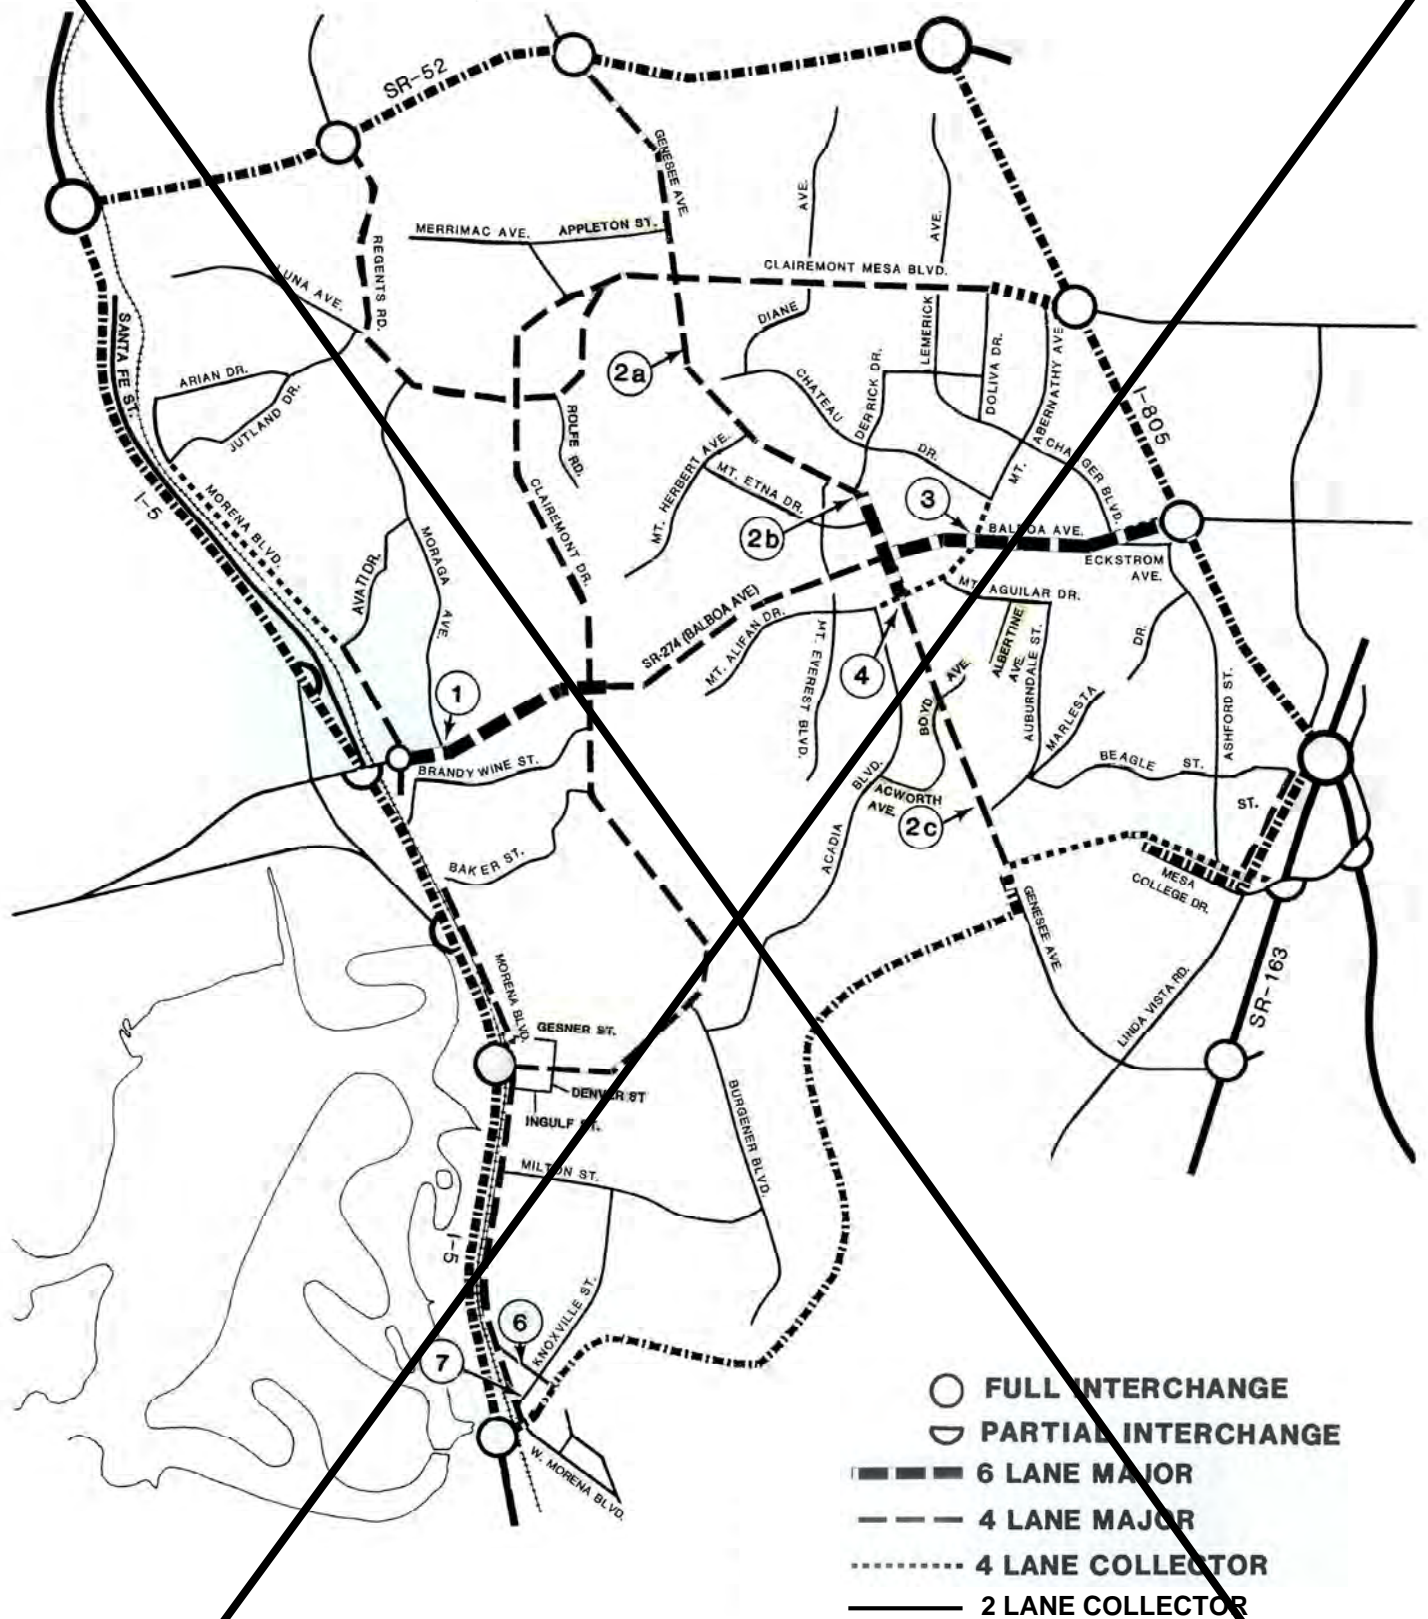 SR-52
GENESEE AVE.
AVE.
AVE.
MERRIMAC AVE.
APPLETON ST.
CLAIREMONT MESA BLVD.
LUNA AVE.
REGENTS RD.
DIANE
LEMERICK
SANTA FE ST.
2a
DERRICK DR.
DOLIVA DR.
MT. ABERNATHY AVE
ARIAN DR.
CHATEAU DR.
I-805
JUTLAND DR.
ROLFE RD.
MT. HERBERT AVE.
MT. ETNA DR.
CHA GER BLVD.
I-5
MORENA BLVD.
CLAIREMONT DR.
2b
3
BALBOA AVE.
ECKSTROM
AVE.
AVATI DR.
MORAGA AVE
SR-274 (BALBOA AVE)
MT. AGUILAR DR.
MT. ALIFAN DR.
MT. EVEREST BLVD.
ALBERTINE
AVE.
DR.
1
4
BOYD. AVE.
AUBURNDALE ST.
MARLESTA
ASHFORD ST.
BRANDYWINE ST.
BEAGLE ST.
ACWORTH
AVE.
BLVD.
2c
ST.
ACADIA
BAKER ST.
MESA
COLLEGE DR.
GENESEE AVE.
MORENA BLVD.
LINDA VISTA RD.
SR-163
GESNER ST.
DENVER ST
INGULF ST.
BURGENER BLVD.
MILTON ST.
I-5
KNOXVILLE ST.
6
7
W. MORENA BLVD.
FULL INTERCHANGE
PARTIAL INTERCHANGE
6 LANE MAJOR
4 LANE MAJOR
4 LANE COLLECTOR
2 LANE COLLECTOR